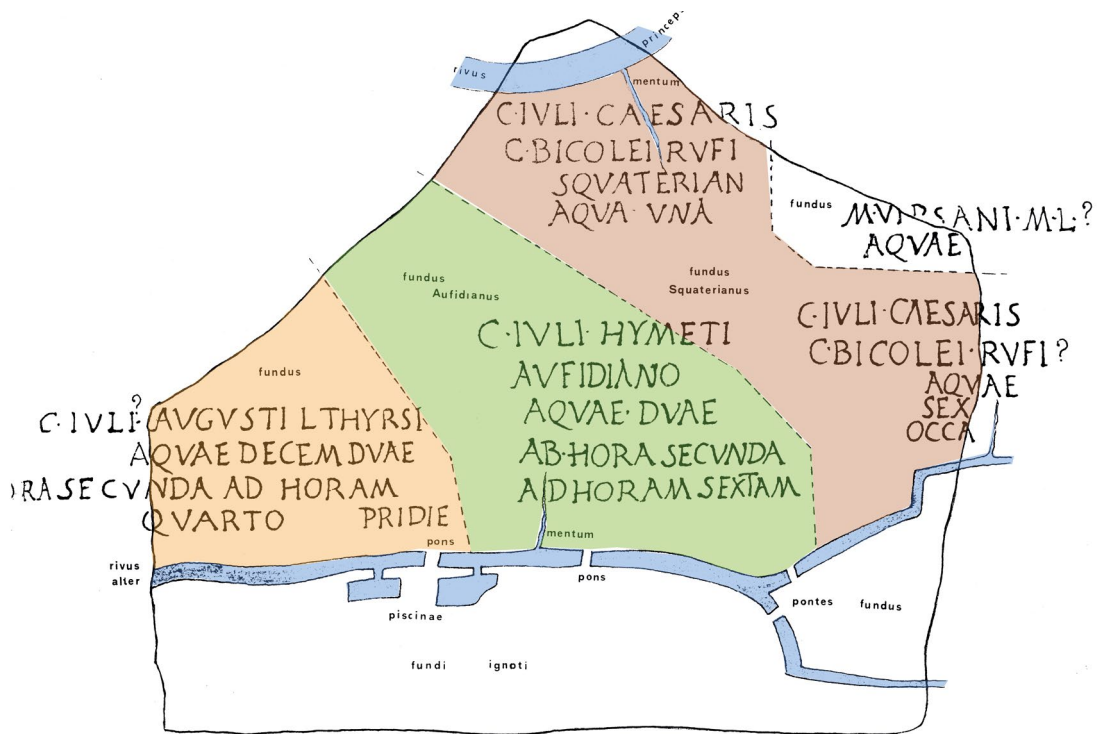 rivus
princep
mentum
C·IVLI·CAESARIS
C·BICOLEI RVFI
SQVATERIAN
AQVA·VNA
fundus
M·VIPSANI·M·L·?
AQVAE
fundus
Squaterianus
fundus
Aufidianus
C·IVLI·CAESARIS
C·BICOLEI·RVFI?
AQVAE
SEX
OCCA
C·IVLI·HYMETI
AVFIDIANO
AQVAE·DVAE
AB·HORA SECVNDA
AD HORAM SEXTAM
mentum
fundus
C·IVLI? AVGVSTI L THYRSI
AQVAE DECEM DVAE
)RA SECVNDA AD HORAM
QVARTO PRIDIE
pons
rivus
alter
pons
piscinae
pontes
fundus
fundi ignoti